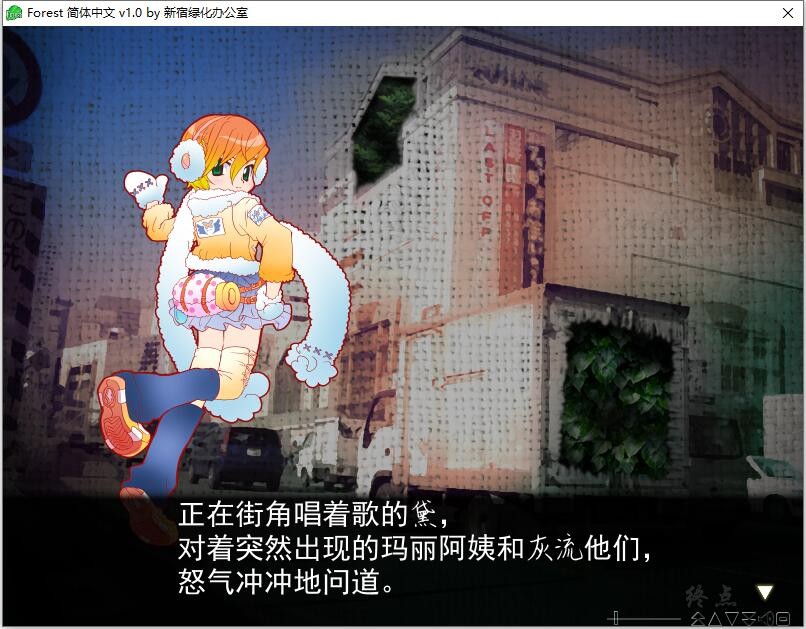 Forest 简体中文 v1.0 by 新宿绿化办公室
LAST OFF
正在街角唱着歌的黛，
对着突然出现的玛丽阿姨和灰流他们，
怒气冲冲地问道。
终点